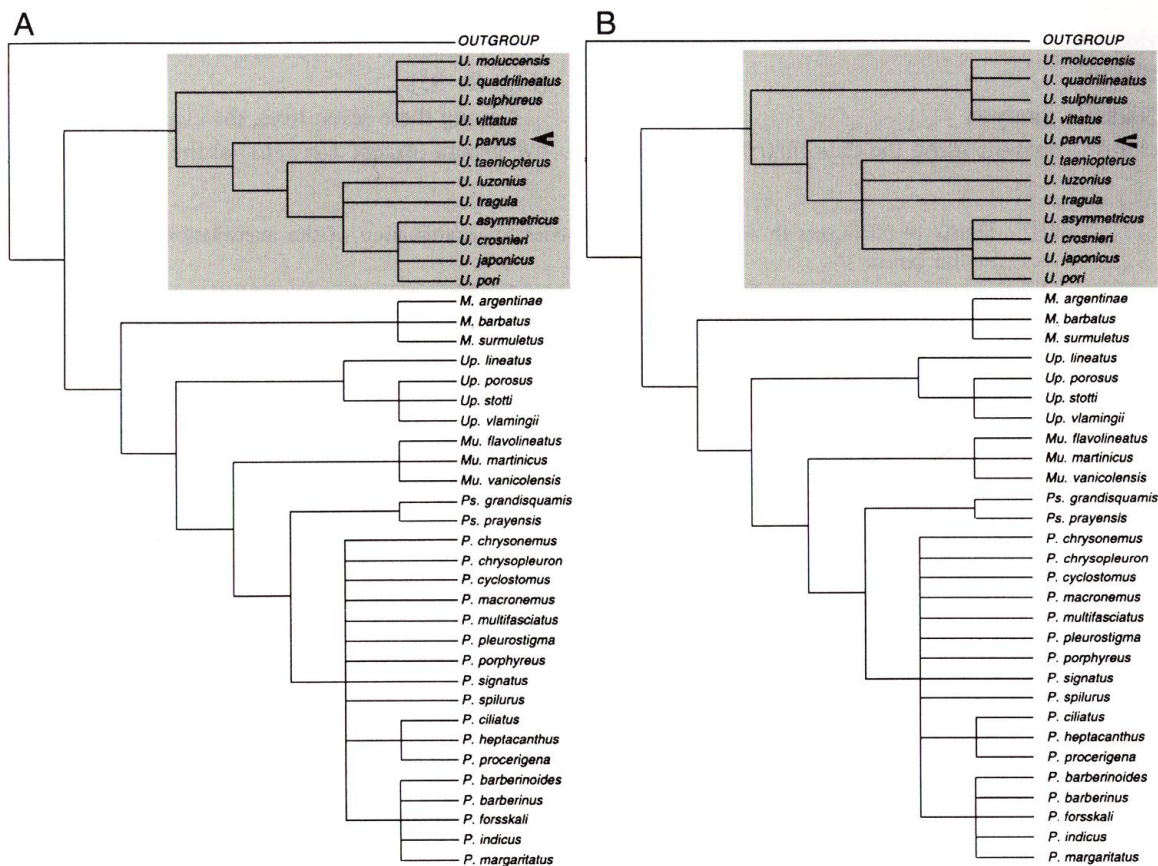 A
OUTGROUP
U. moluccensis
U. quadrilineatus
U. sulphureus
U. vittatus
U. parvus
U. taeniopterus
U. luzonius
U. tragula
U. asymmetricus
U. crosnieri
U. japonicus
U. pori
M. argentinae
M. barbatus
M. surmuletus
Up. lineatus
Up. porosus
Up. stotti
Up. vlamingii
Mu. flavolineatus
Mu. martinicus
Mu. vanicolensis
Ps. grandisquamis
Ps. prayensis
P. chrysonemus
P. chrysopleuron
P. cyclostomus
P. macronemus
P. multifasciatus
P. pleurostigma
P. porphyreus
P. signatus
P. spilurus
P. ciliatus
P. heptacanthus
P. procerigena
P. barberinoides
P. barberinus
P. forsskali
P. indicus
P. margaritatus
B
OUTGROUP
U. moluccensis
U. quadrilineatus
U. sulphureus
U. vittatus
U. parvus
U. taeniopterus
U. luzonius
U. tragula
U. asymmetricus
U. crosnieri
U. japonicus
U. pori
M. argentinae
M. barbatus
M. surmuletus
Up. lineatus
Up. porosus
Up. stotti
Up. vlamingii
Mu. flavolineatus
Mu. martinicus
Mu. vanicolensis
Ps. grandisquamis
Ps. prayensis
P. chrysonemus
P. chrysopleuron
P. cyclostomus
P. macronemus
P. multifasciatus
P. pleurostigma
P. porphyreus
P. signatus
P. spilurus
P. ciliatus
P. heptacanthus
P. procerigena
P. barberinoides
P. barberinus
P. forsskali
P. indicus
P. margaritatus